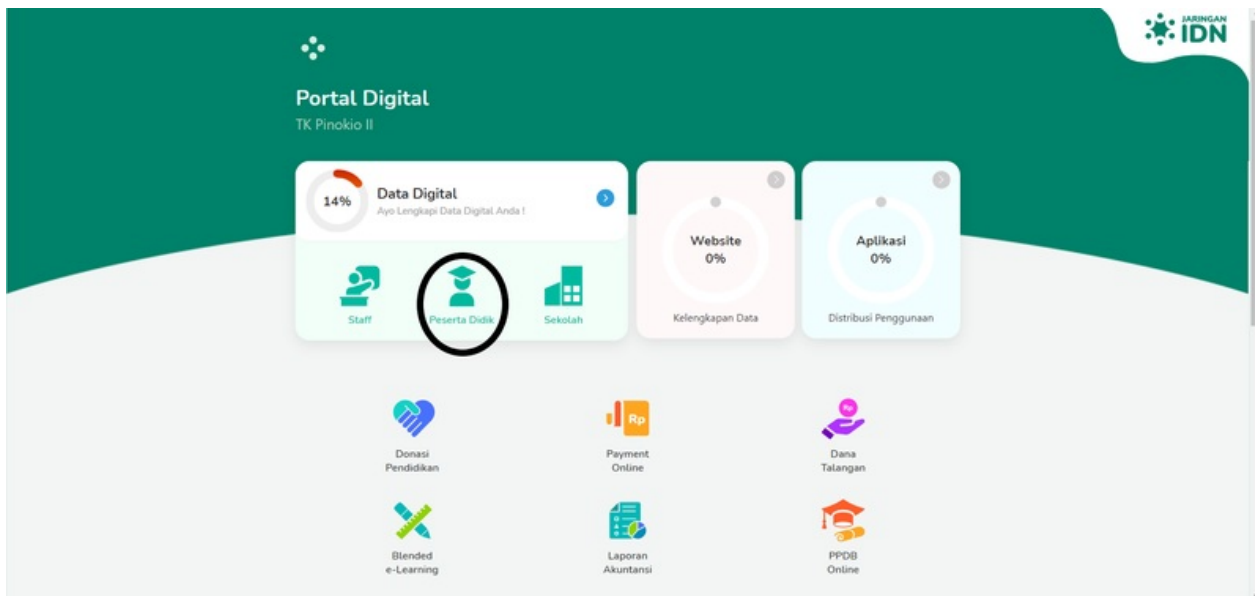 JARINGAN
IDN
Portal Digital
TK Pinokio II
14%
Data Digital
Ayo Lengkapi Data Digital Anda !
Staff
Peserta Didik
Sekolah
Website
0%
Kelengkapan Data
Aplikasi
0%
Distribusi Penggunaan
Donasi
Pendidikan
Rp
Payment
Online
Rp
Dana
Talangan
Blended
e-Learning
Laporan
Akuntansi
PPDB
Online